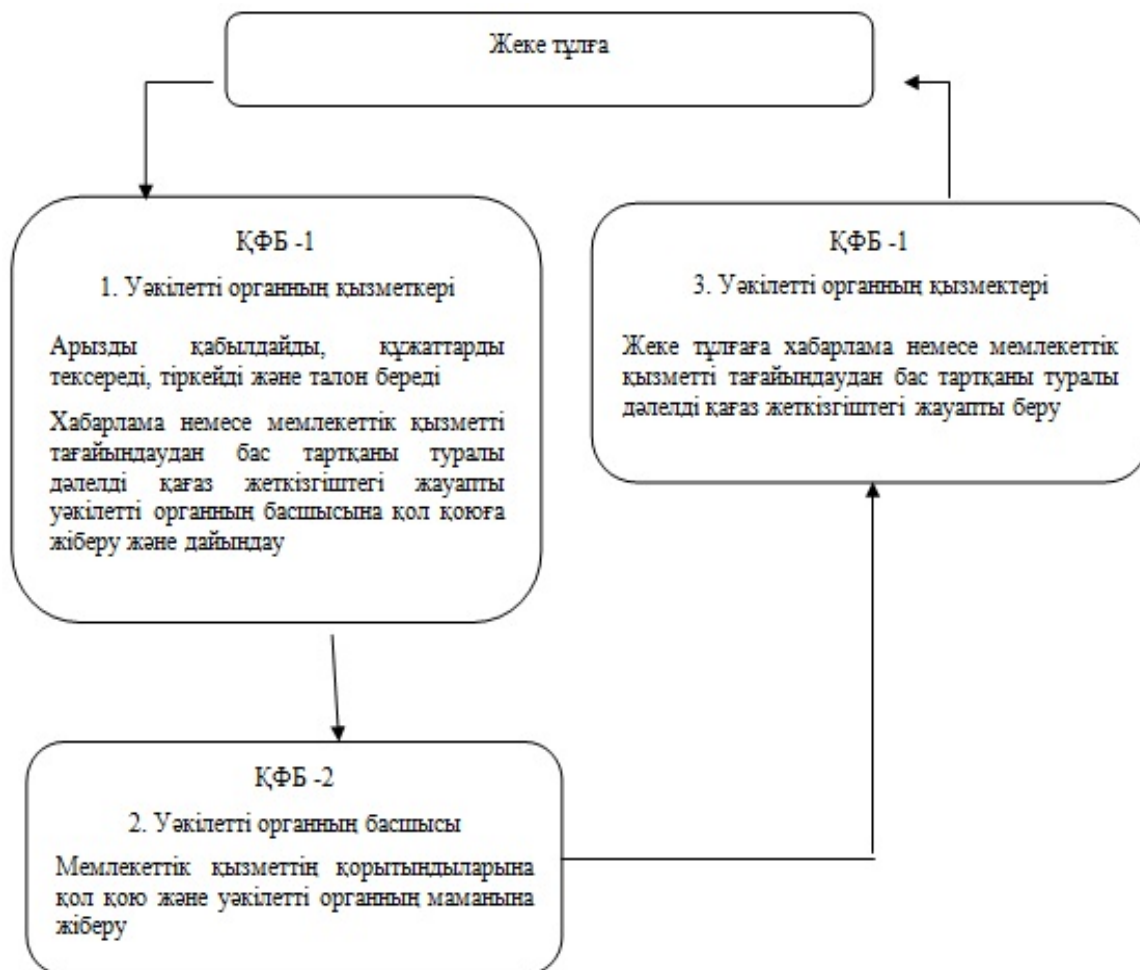 Жеке тұлға
ҚФБ -1
1. Уәкілетті органның қызметкері
Арызды қабылдайды, құжаттарды
тексереді, тіркейді және талон береді
Хабарлама немесе мемлекеттік қызметті
тағайындаудан бас тартқаны туралы
дәлелді қағаз жеткізгіштегі жауапты
уәкілетті органның басшысына қол қоюға
жіберу және дайындау
ҚФБ -2
2. Уәкілетті органның басшысы
Мемлекеттік қызметтің қорытындыларына
қол қою және уәкілетті органның маманына
жіберу
ҚФБ -1
3. Уәкілетті органның қызмектері
Жеке тұлғаға хабарлама немесе мемлекеттік
қызметті тағайындаудан бас тартқаны туралы
дәлелді қағаз жеткізгіштегі жауапты беру